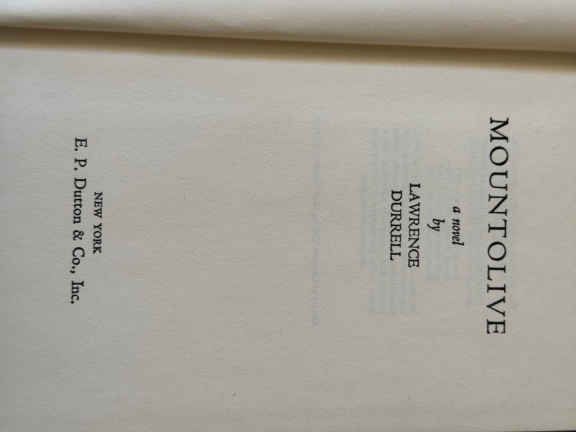 MOUNTOLIVE
a novel
by
LAWRENCE
DURRELL
NEW YORK
E. P. Dutton & Co., Inc.